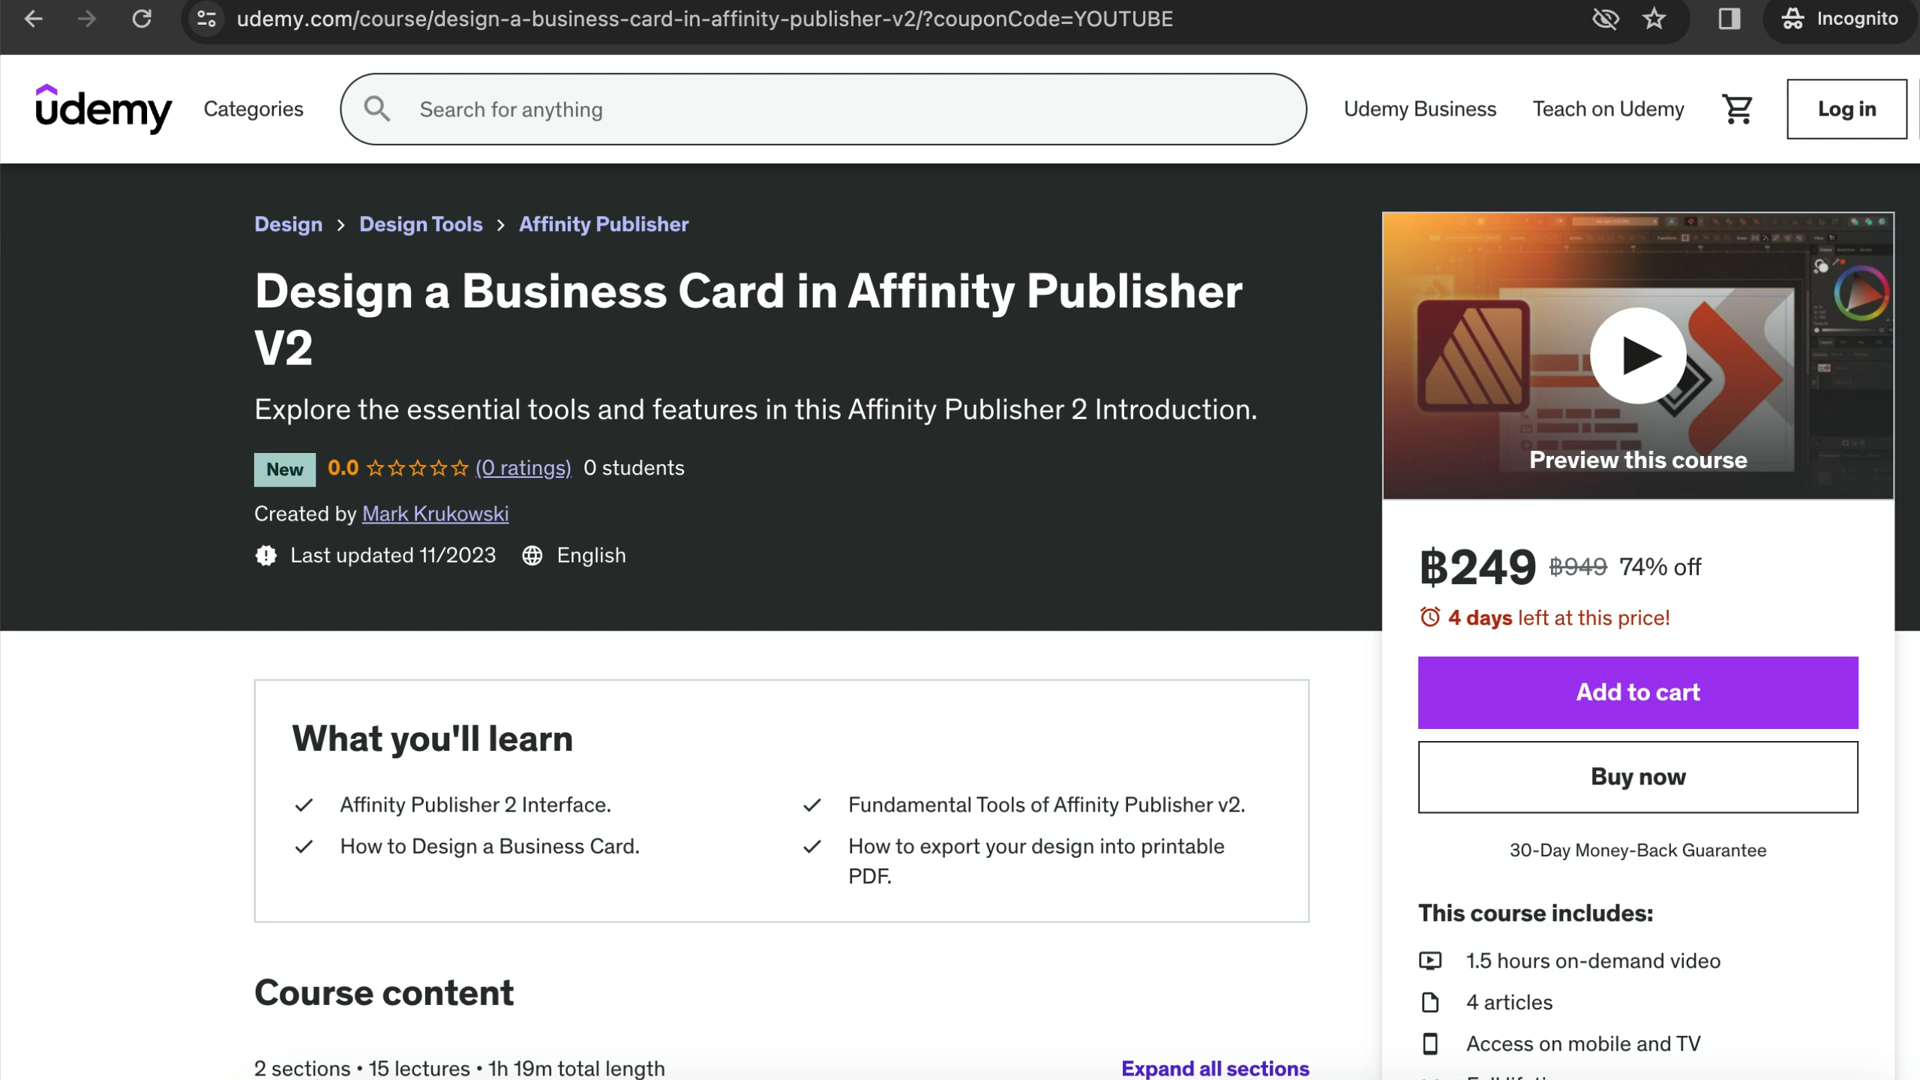 udemy.com/course/design-a-business-card-in-affinity-publisher-v2/?couponCode=YOUTUBE
Incognito
udemy
Categories
Search for anything
Udemy Business
Teach on Udemy
Log in
Design > Design Tools > Affinity Publisher
Design a Business Card in Affinity Publisher
V2
Explore the essential tools and features in this Affinity Publisher 2 Introduction.
New 0.0 (0 ratings) 0 students
Created by Mark Krukowski
Last updated 11/2023 English
Preview this course
฿249 ฿949 74% off
4 days left at this price!
Add to cart
Buy now
30-Day Money-Back Guarantee
This course includes:
1.5 hours on-demand video
4 articles
Access on mobile and TV
What you'll learn
Affinity Publisher 2 Interface.
Fundamental Tools of Affinity Publisher v2.
How to Design a Business Card.
How to export your design into printable
PDF.
Course content
2 sections • 15 lectures • 1h 19m total length
Expand all sections